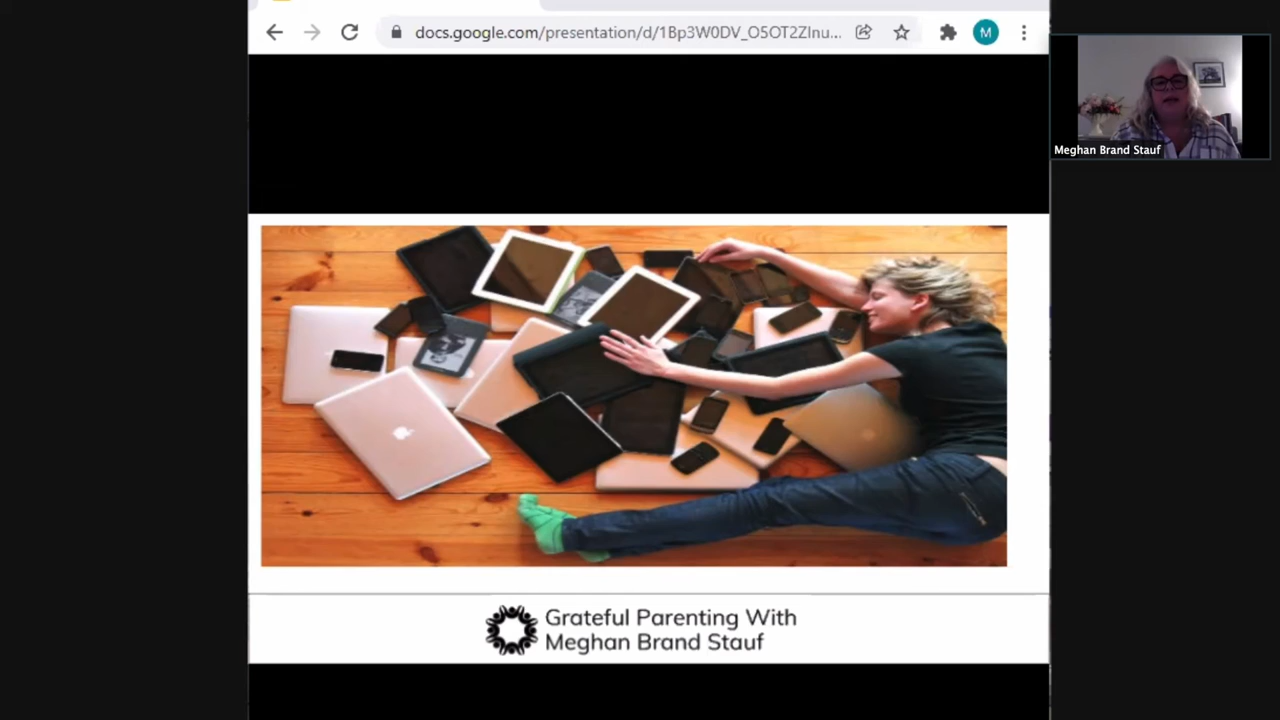 docs.google.com/presentation/d/1Bp3W0DV_O5OT2ZInu...
M
Meghan Brand Stauf
Grateful Parenting With
Meghan Brand Stauf